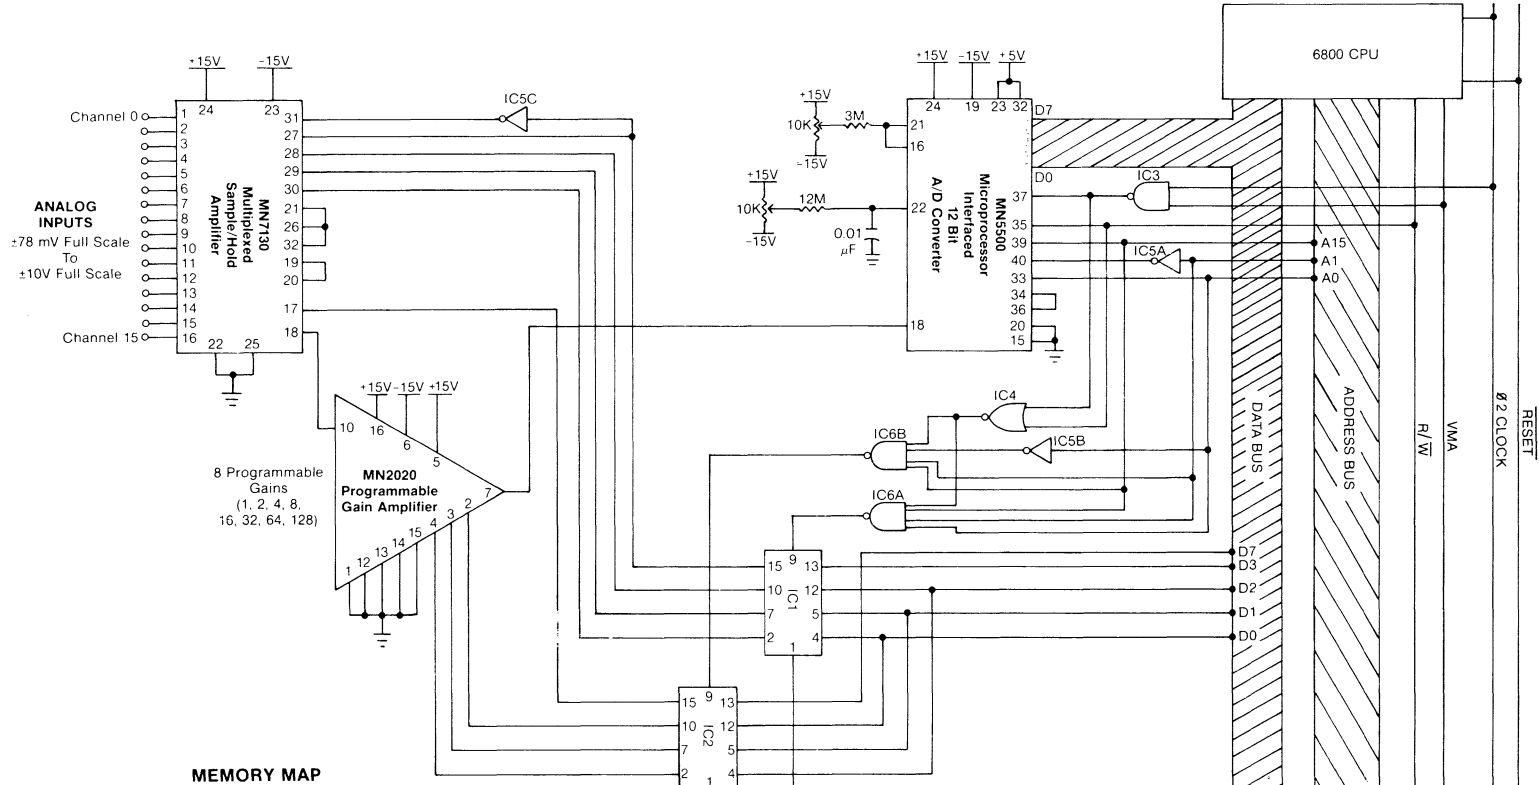 6800 CPU
+15V
-15V
24
23
Channel 0
1
2
3
4
5
6
7
8
9
10
11
12
13
14
15
Channel 15
16
31
27
28
29
30
21
26
32
19
20
17
18
22
25
MN7130
Multiplexed
Sample/Hold
Amplifier
ANALOG
INPUTS
±78 mV Full Scale
To
±10V Full Scale
IC5C
+15V
10K
-15V
3M
+15V
10K
-15V
12M
0.01
µF
+15V
-15V
+5V
24
19
23
32
21
16
22
18
MN5500
Microprocessor
Interfaced
12 Bit
A/D Converter
D7
D0
37
35
39
40
33
34
36
20
15
IC3
IC5A
A15
A1
A0
IC4
IC6B
IC5B
IC6A
DATA BUS
ADDRESS BUS
R/W
VMA
Ø2 CLOCK
RESET
+15V
-15V
+15V
10
16
6
5
7
MN2020
Programmable
Gain Amplifier
2
3
4
15
14
13
12
1
8 Programmable
Gains
(1, 2, 4, 8,
16, 32, 64, 128)
9
15
13
10
12
7
5
2
4
1
IC1
D7
D3
D2
D1
D0
9
15
13
10
12
7
5
2
4
1
IC2
MEMORY MAP